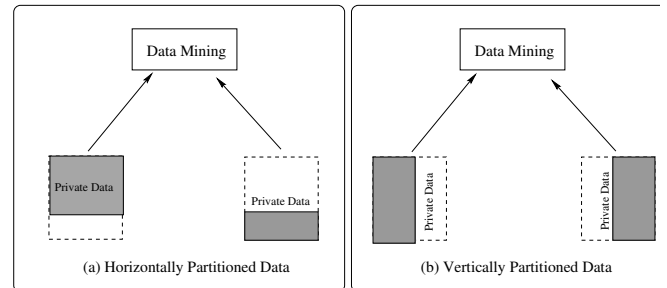 Data Mining
Private Data
Private Data
(a) Horizontally Partitioned Data
Data Mining
Private Data
Private Data
(b) Vertically Partitioned Data